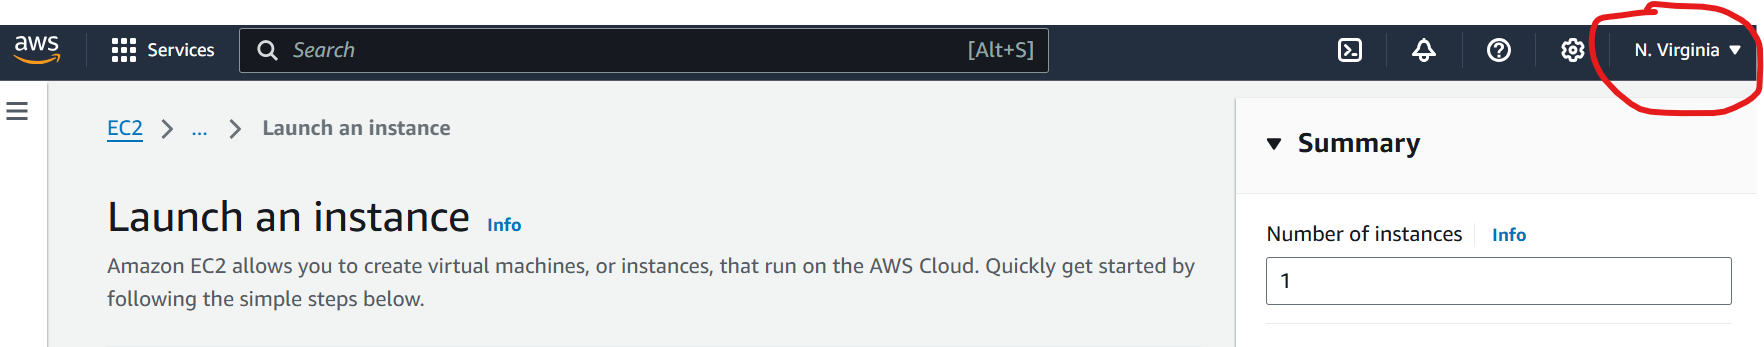 aws
Services
Search [Alt+S]
N. Virginia
EC2 ... Launch an instance
Launch an instance Info
Amazon EC2 allows you to create virtual machines, or instances, that run on the AWS Cloud. Quickly get started by
following the simple steps below.
Summary
Number of instances Info
1